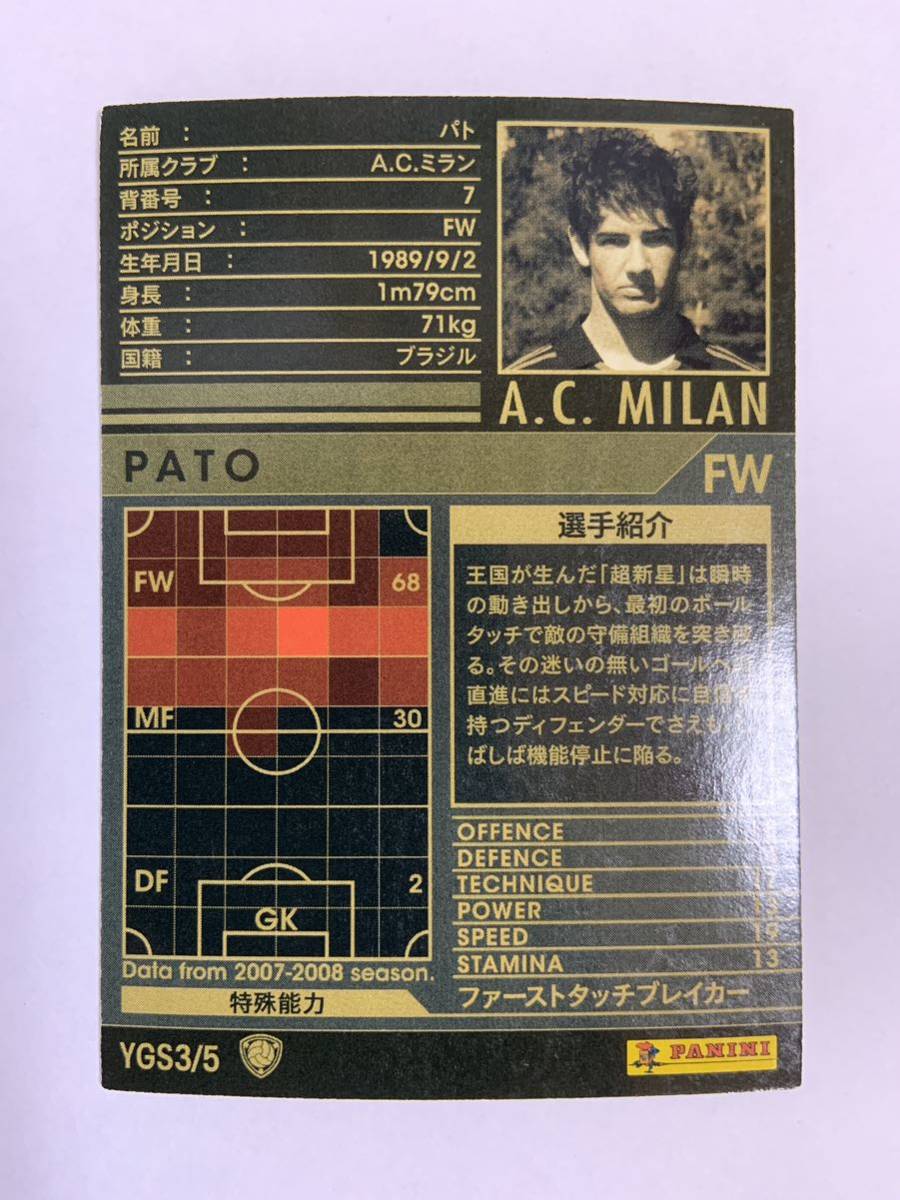 名前 : パト
所属クラブ : A.C.ミラン
背番号 : 7
ポジション : FW
生年月日 : 1989/9/2
身長 : 1m79cm
体重 : 71kg
国籍 : ブラジル
A.C. MILAN
PATO
FW
FW 68
MF 30
DF 2
GK
Data from 2007-2008 season.
特殊能力
選手紹介
王国が生んだ「超新星」は瞬時
の動き出しから、最初のボール
タッチで敵の守備組織を突き破
る。その迷いの無いゴールへの
直進にはスピード対応に自信を
持つディフェンダーでさえも
ばしば機能停止に陥る。
OFFENCE
DEFENCE
TECHNIQUE 17
POWER
SPEED 19
STAMINA 13
ファーストタッチブレイカー
YGS3/5
PANINI